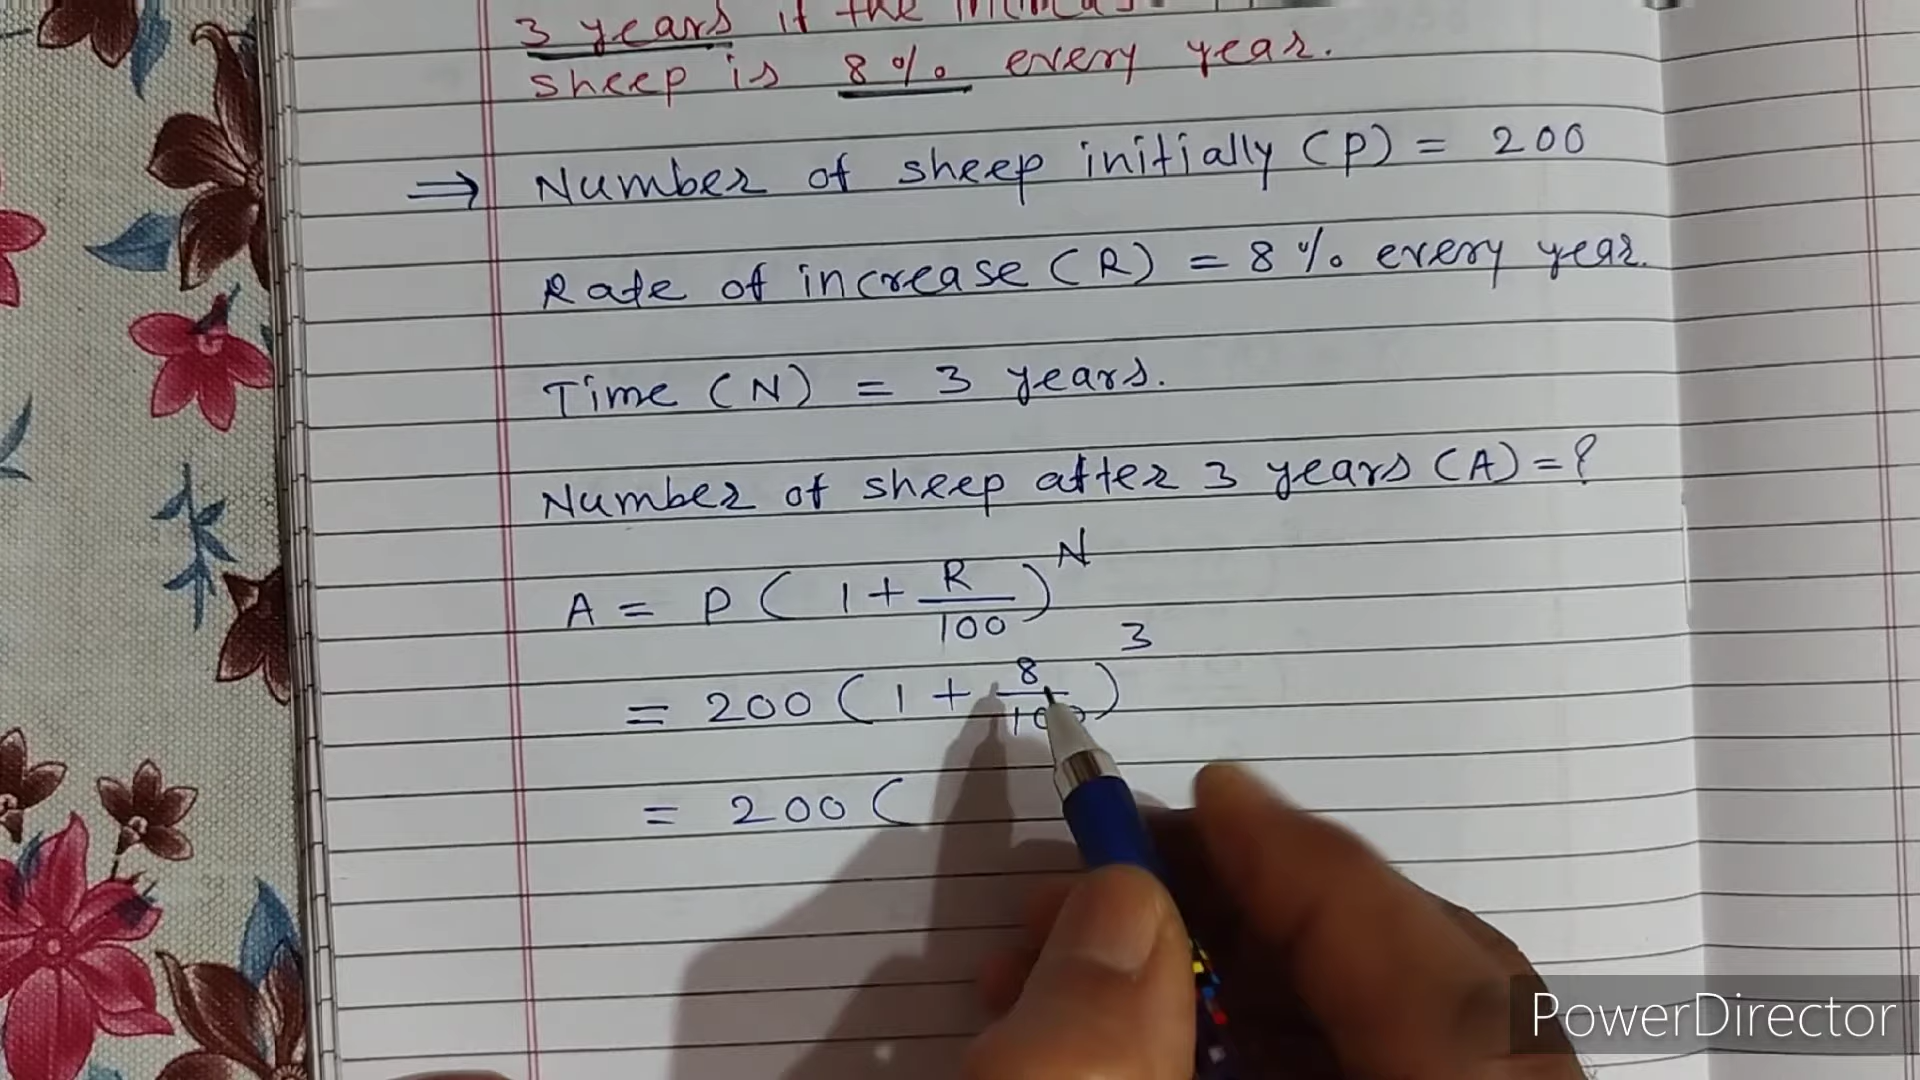 3 years if the
sheep is 8% every year.
⇒ Number of sheep initially (P) = 200
Rate of increase (R) = 8% every year.
Time (N) = 3 years.
Number of sheep after 3 years (A) = ?
A = P(1 + R/100)^N
= 200(1 + 8/100)^3
= 200(
PowerDirector